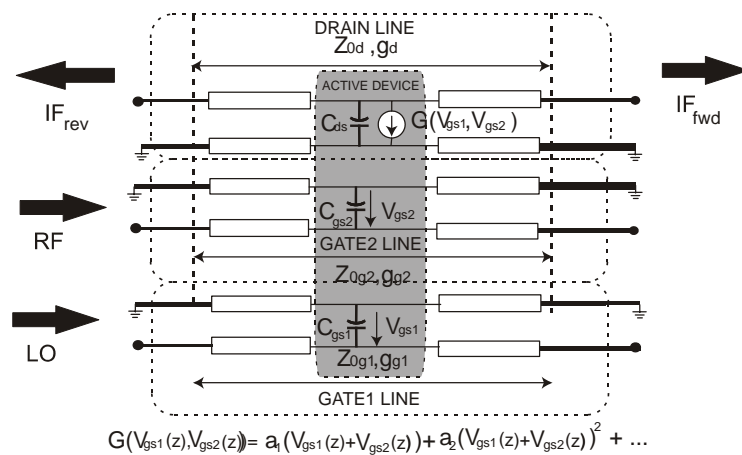 DRAIN LINE
Z0d , gd
ACTIVE DEVICE
IFrev
IFfwd
Cds
G(Vgs1,Vgs2)
RF
Cgs2
Vgs2
GATE2 LINE
Z0g2,gg2
LO
Cgs1
Vgs1
Z0g1,gg1
GATE1 LINE
G(Vgs1(z),Vgs2(z))= a1(Vgs1(z)+Vgs2(z))+a2(Vgs1(z)+Vgs2(z))2 + ...